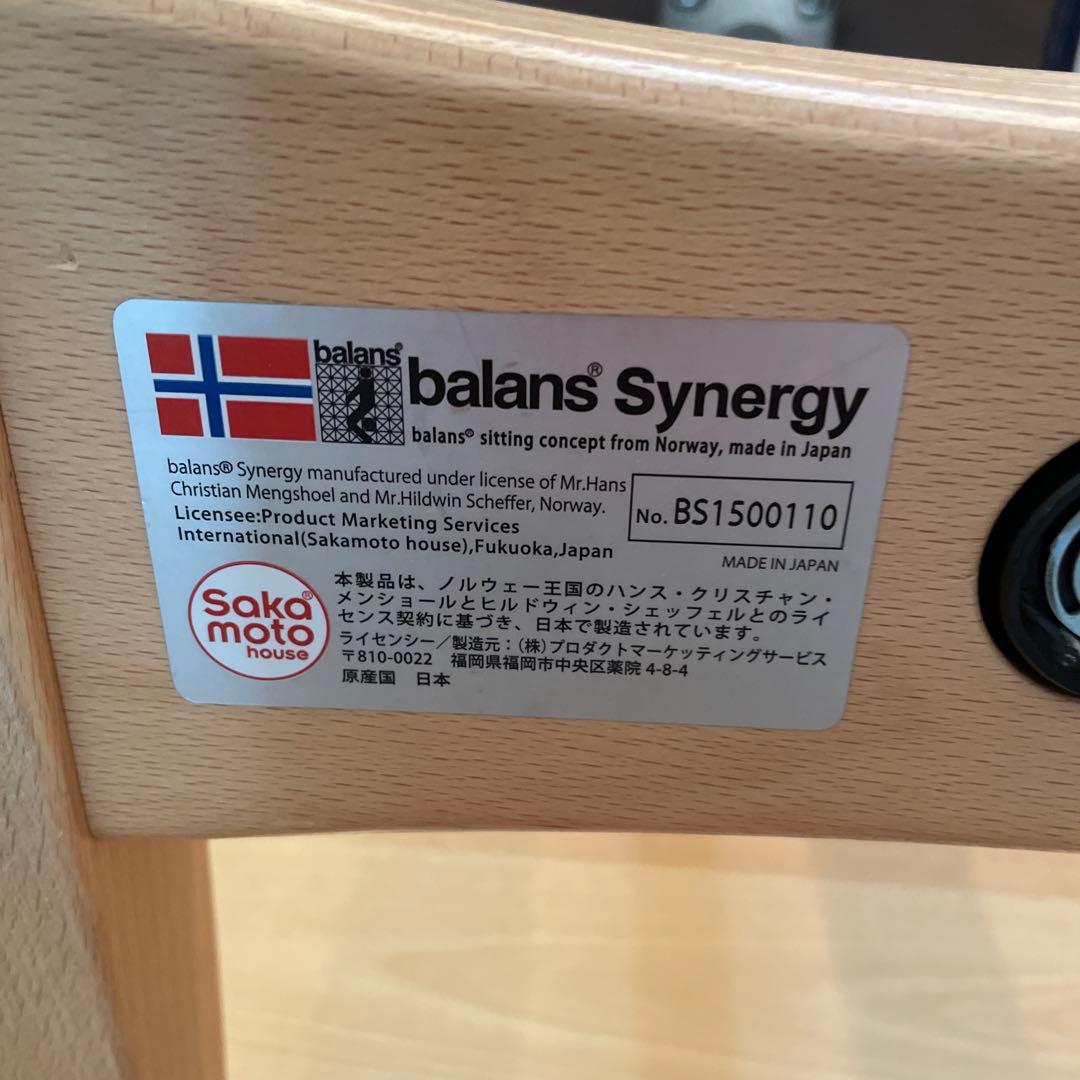 balans®
balans® Synergy
balans® sitting concept from Norway, made in Japan
balans® Synergy manufactured under license of Mr.Hans
Christian Mengshoel and Mr.Hildwin Scheffer, Norway.
Licensee:Product Marketing Services
International(Sakamoto house),Fukuoka,Japan
No. BS1500110
MADE IN JAPAN
Saka®
moto
house
本製品は、ノルウェー王国のハンス・クリスチャン・
メンショールとヒルドウィン・シェッフェルとのライ
センス契約に基づき、日本で製造されています。
ライセンシー／製造元：(株)プロダクトマーケッティングサービス
〒810-0022 福岡県福岡市中央区薬院 4-8-4
原産国 日本